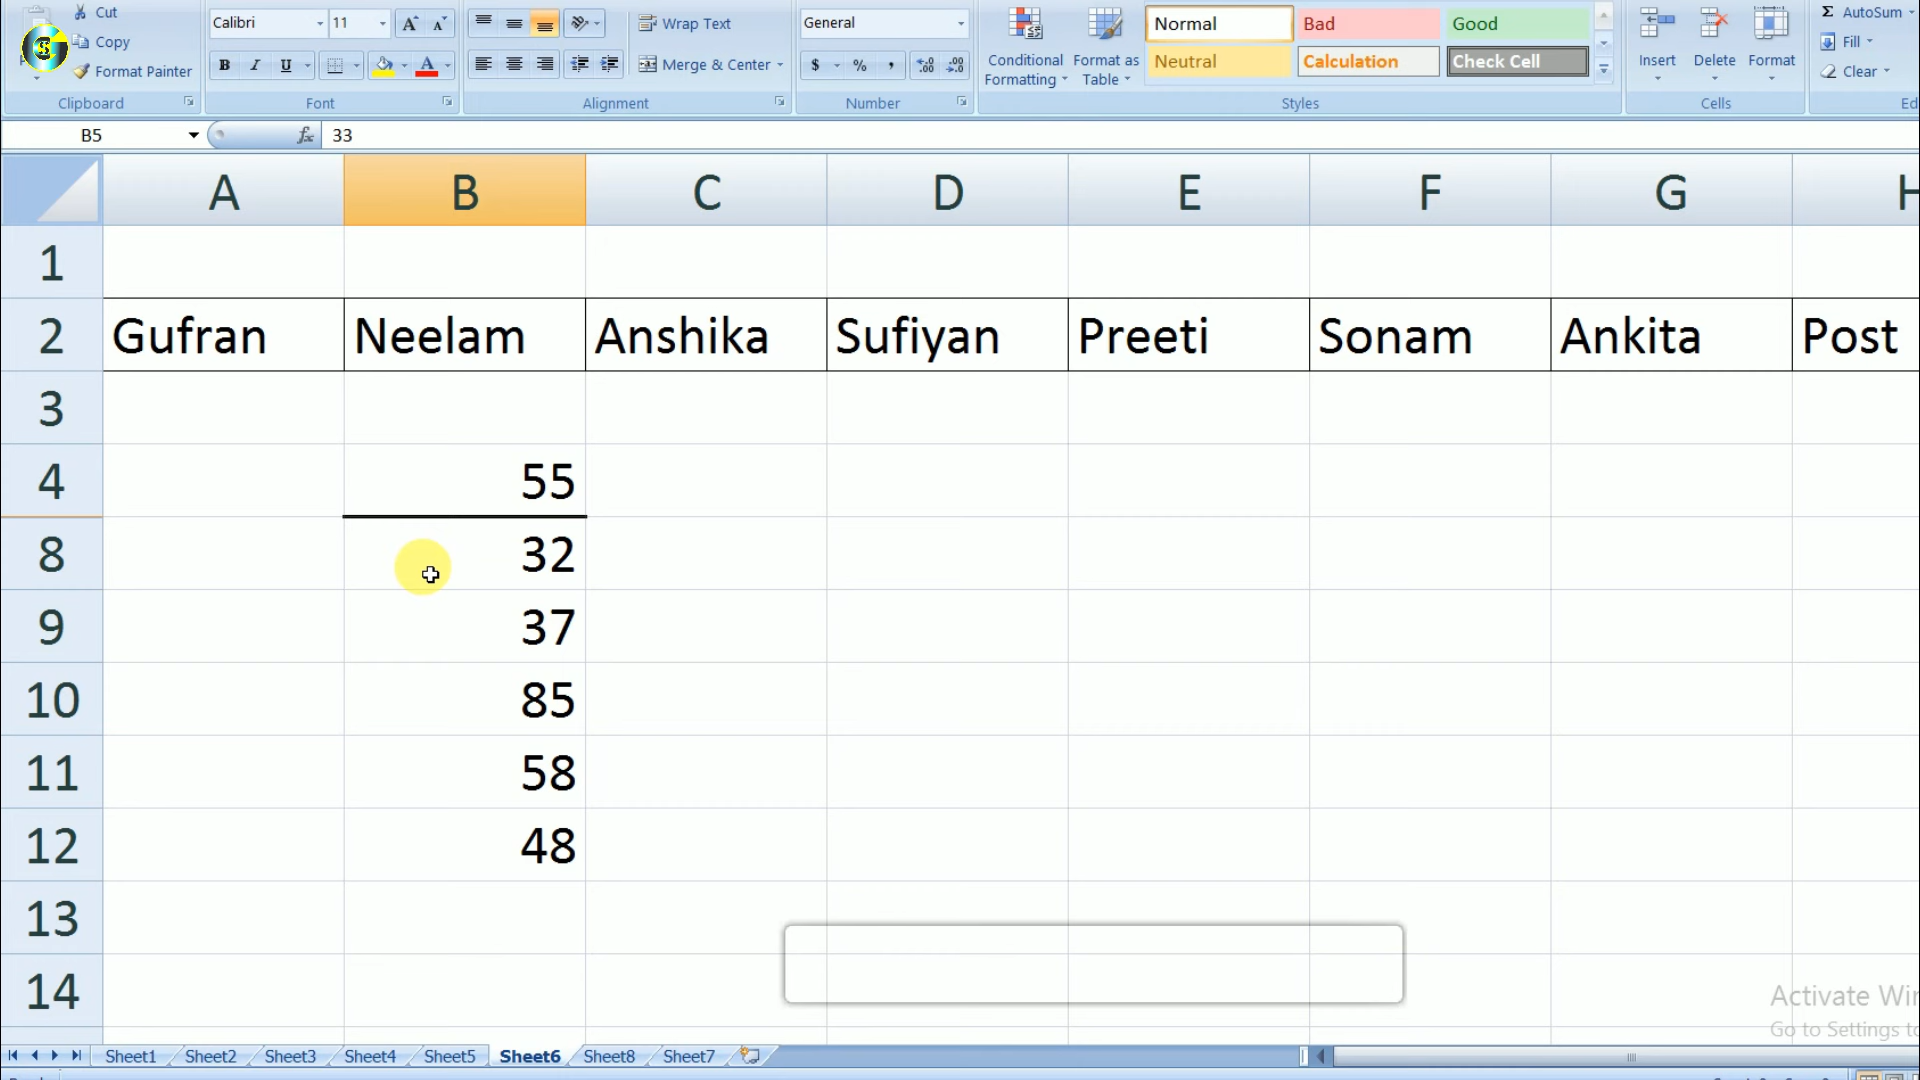 Cut
Copy
Format Painter
Clipboard
Calibri 11
B I U
Font
Wrap Text
Merge & Center
Alignment
General
$ % ,
Number
Conditional Formatting
Format as Table
Normal Bad Good
Neutral Calculation Check Cell
Styles
Insert Delete Format
Cells
Σ AutoSum
Fill
Clear
B5 fx 33
A B C D E F G H
1
2 Gufran Neelam Anshika Sufiyan Preeti Sonam Ankita Post
3
4 55
8 32
9 37
10 85
11 58
12 48
13
14
Activate Win
Go to Settings to
Sheet1 Sheet2 Sheet3 Sheet4 Sheet5 Sheet6 Sheet8 Sheet7